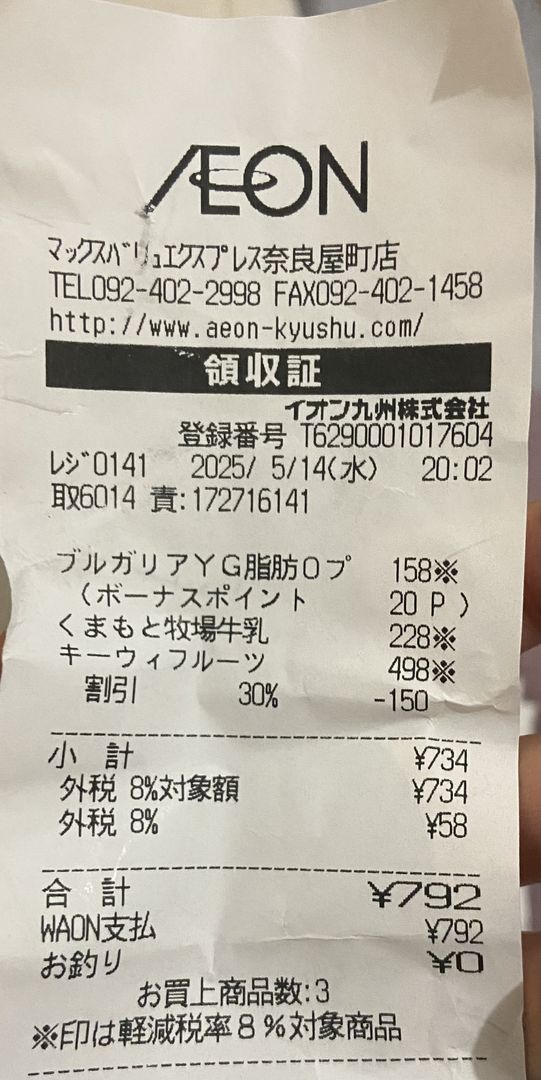 ÆON
マックスバリュエクスプレス奈良屋町店
TEL092-402-2998 FAX092-402-1458
http://www.aeon-kyushu.com/
領収証
イオン九州株式会社
登録番号 T6290001017604
レジ0141 2025/ 5/14(水) 20:02
取6014 責:172716141
ブルガリアYG脂肪0プ 158※
(ボーナスポイント 20 P )
くまもと牧場牛乳 228※
キーウィフルーツ 498※
割引 30% -150
小 計 ¥734
外税 8%対象額 ¥734
外税 8% ¥58
合 計 ¥792
WAON支払 ¥792
お釣り ¥0
お買上商品数:3
※印は軽減税率8%対象商品